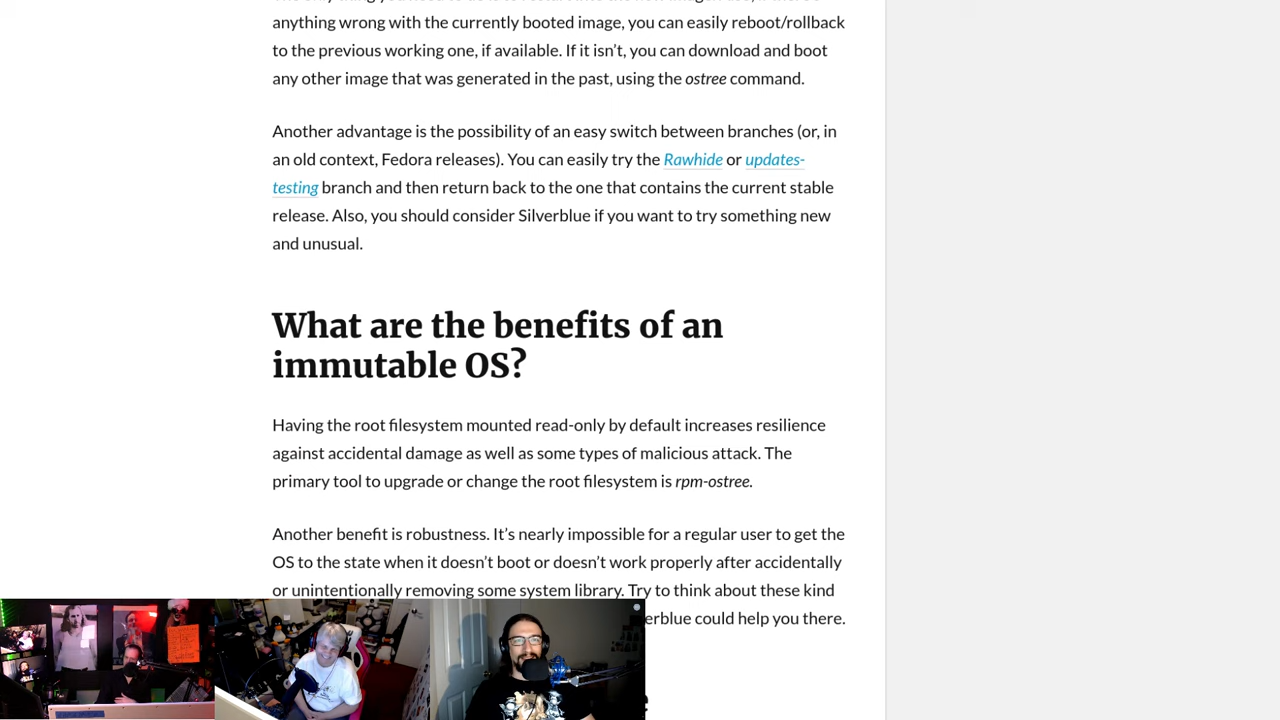 anything wrong with the currently booted image, you can easily reboot/rollback
to the previous working one, if available. If it isn’t, you can download and boot
any other image that was generated in the past, using the ostree command.
Another advantage is the possibility of an easy switch between branches (or, in
an old context, Fedora releases). You can easily try the Rawhide or updates-
testing branch and then return back to the one that contains the current stable
release. Also, you should consider Silverblue if you want to try something new
and unusual.
What are the benefits of an
immutable OS?
Having the root filesystem mounted read-only by default increases resilience
against accidental damage as well as some types of malicious attack. The
primary tool to upgrade or change the root filesystem is rpm-ostree.
Another benefit is robustness. It’s nearly impossible for a regular user to get the
OS to the state when it doesn’t boot or doesn’t work properly after accidentally
or unintentionally removing some system library. Try to think about these kind
erblue could help you there.